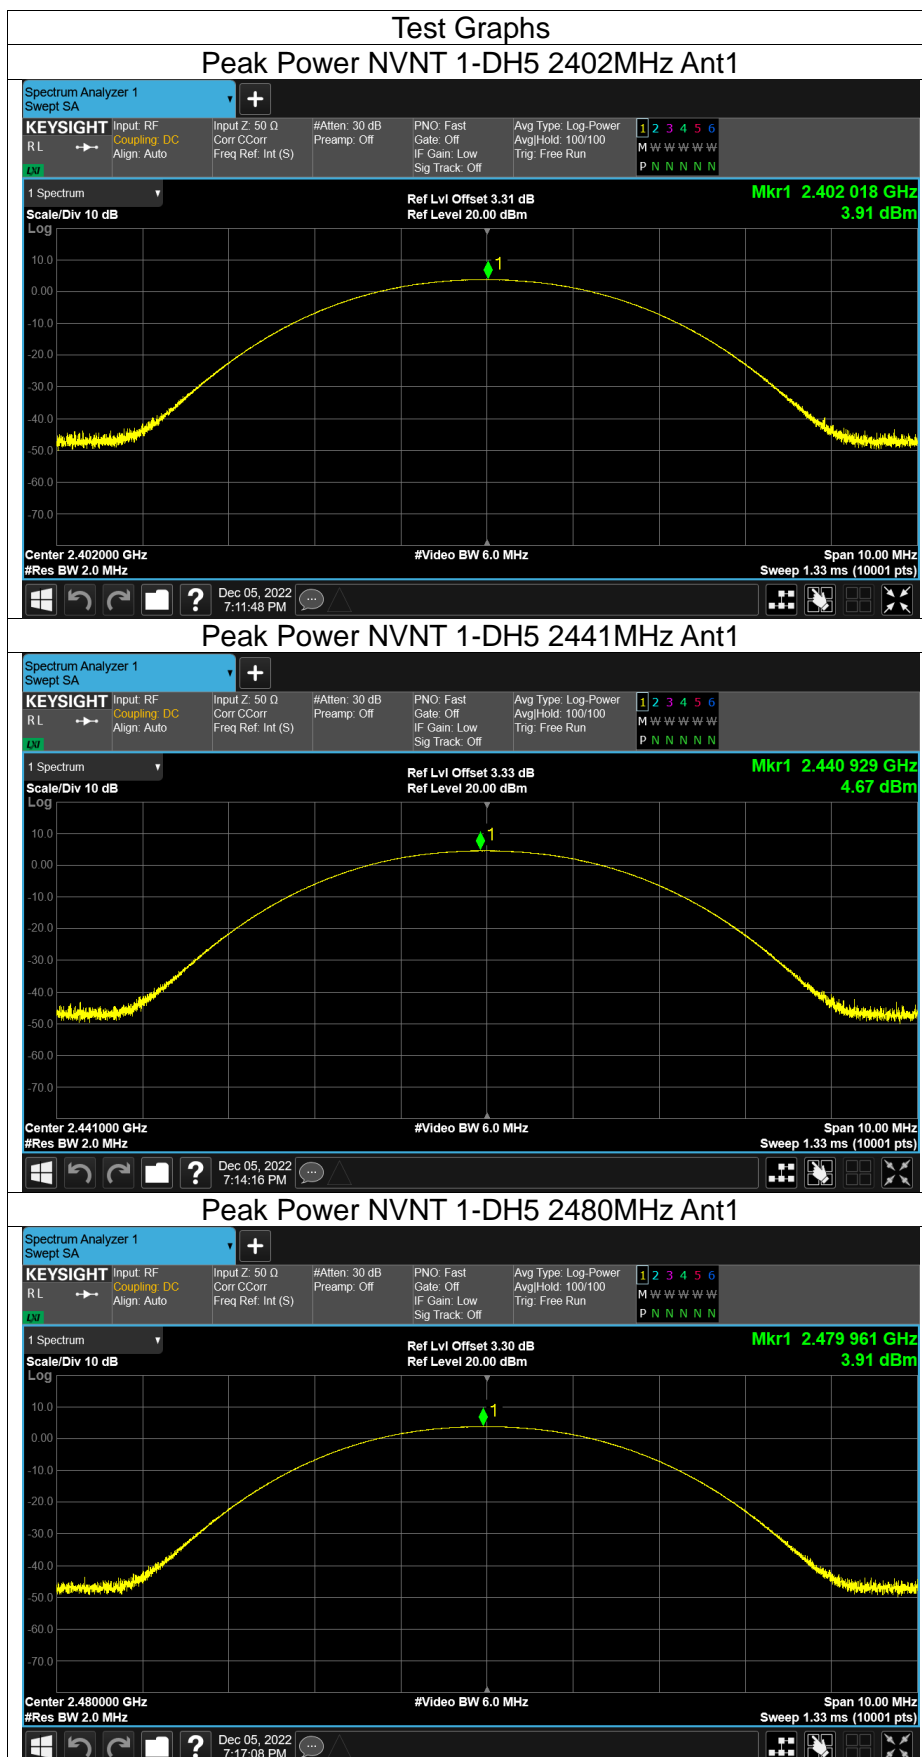 Test Graphs
Peak Power NVNT 1-DH5 2402MHz Ant1
Spectrum Analyzer 1
Swept SA
KEYSIGHT Input: RF Input Z: 50 Ω #Atten: 30 dB PNO: Fast Avg Type: Log-Power 1 2 3 4 5 6
R L Coupling: DC Corr CCorr Preamp: Off Gate: Off Avg|Hold: 100/100 M W W W W W
Align: Auto Freq Ref: Int (S) IF Gain: Low Trig: Free Run
LXI Sig Track: Off P N N N N N
1 Spectrum Ref Lvl Offset 3.31 dB Mkr1 2.402 018 GHz
Scale/Div 10 dB Ref Level 20.00 dBm 3.91 dBm
Log
1
10.0
0.00
-10.0
-20.0
-30.0
-40.0
-50.0
-60.0
-70.0
Center 2.402000 GHz #Video BW 6.0 MHz Span 10.00 MHz
#Res BW 2.0 MHz Sweep 1.33 ms (10001 pts)
? Dec 05, 2022
7:11:48 PM
Peak Power NVNT 1-DH5 2441MHz Ant1
Spectrum Analyzer 1
Swept SA
KEYSIGHT Input: RF Input Z: 50 Ω #Atten: 30 dB PNO: Fast Avg Type: Log-Power 1 2 3 4 5 6
R L Coupling: DC Corr CCorr Preamp: Off Gate: Off Avg|Hold: 100/100 M W W W W W
Align: Auto Freq Ref: Int (S) IF Gain: Low Trig: Free Run
LXI Sig Track: Off P N N N N N
1 Spectrum Ref Lvl Offset 3.33 dB Mkr1 2.440 929 GHz
Scale/Div 10 dB Ref Level 20.00 dBm 4.67 dBm
Log
1
10.0
0.00
-10.0
-20.0
-30.0
-40.0
-50.0
-60.0
-70.0
Center 2.441000 GHz #Video BW 6.0 MHz Span 10.00 MHz
#Res BW 2.0 MHz Sweep 1.33 ms (10001 pts)
? Dec 05, 2022
7:14:16 PM
Peak Power NVNT 1-DH5 2480MHz Ant1
Spectrum Analyzer 1
Swept SA
KEYSIGHT Input: RF Input Z: 50 Ω #Atten: 30 dB PNO: Fast Avg Type: Log-Power 1 2 3 4 5 6
R L Coupling: DC Corr CCorr Preamp: Off Gate: Off Avg|Hold: 100/100 M W W W W W
Align: Auto Freq Ref: Int (S) IF Gain: Low Trig: Free Run
LXI Sig Track: Off P N N N N N
1 Spectrum Ref Lvl Offset 3.30 dB Mkr1 2.479 961 GHz
Scale/Div 10 dB Ref Level 20.00 dBm 3.91 dBm
Log
1
10.0
0.00
-10.0
-20.0
-30.0
-40.0
-50.0
-60.0
-70.0
Center 2.480000 GHz #Video BW 6.0 MHz Span 10.00 MHz
#Res BW 2.0 MHz Sweep 1.33 ms (10001 pts)
? Dec 05, 2022
7:17:08 PM